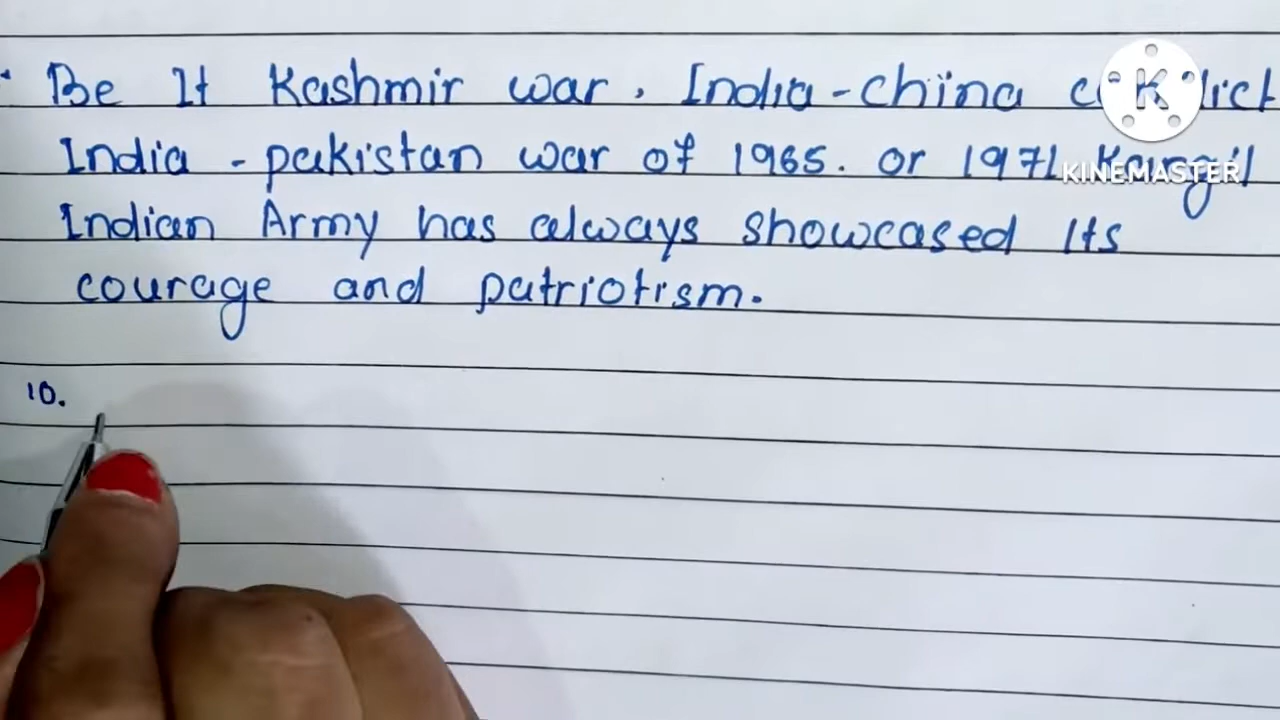 Be It Kashmir war, India-China conflict
India - pakistan war of 1965. or 1971 Kargil
Indian Army has always showcased Its
courage and patriotism.
10.
K
KINEMASTER